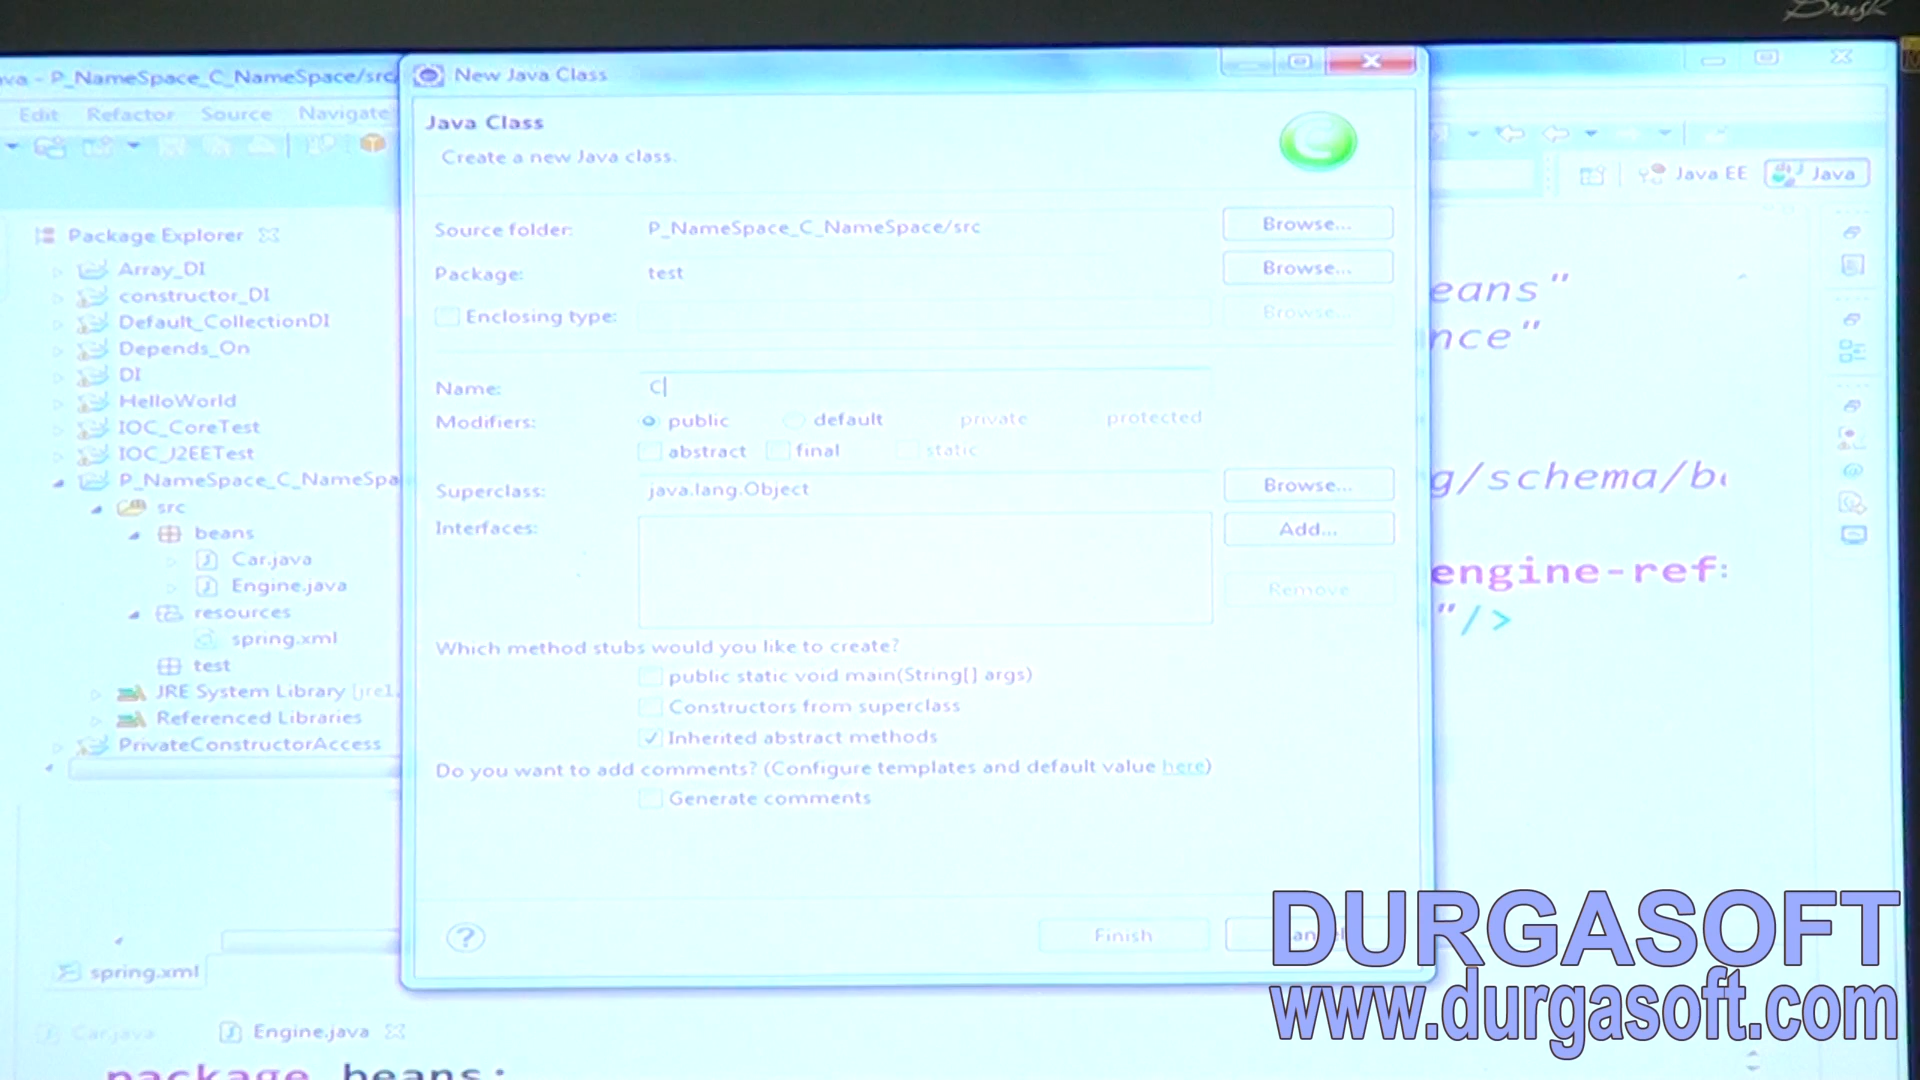 Drusk
va - P_NameSpace_C_NameSpace/src
New Java Class
Edit Refactor Source Navigate
Java Class
Create a new Java class.
Java EE
Java
Package Explorer
Array_DI
constructor_DI
Default_CollectionDI
Depends_On
DI
HelloWorld
IOC_CoreTest
IOC_J2EETest
P_NameSpace_C_NameSpa
src
beans
Car.java
Engine.java
resources
spring.xml
test
JRE System Library [jre1.
Referenced Libraries
PrivateConstructorAccess
Source folder: P_NameSpace_C_NameSpace/src Browse...
Package: test Browse...
Enclosing type: Browse...
Name: C
Modifiers: public default private protected
abstract final static
Superclass: java.lang.Object Browse...
Interfaces: Add...
Remove
Which method stubs would you like to create?
public static void main(String[] args)
Constructors from superclass
Inherited abstract methods
Do you want to add comments? (Configure templates and default value here)
Generate comments
? Finish
eans"
nce"
g/schema/b
engine-ref:
"/>
spring.xml
Car.java Engine.java
package beans;
DURGASOFT
www.durgasoft.com